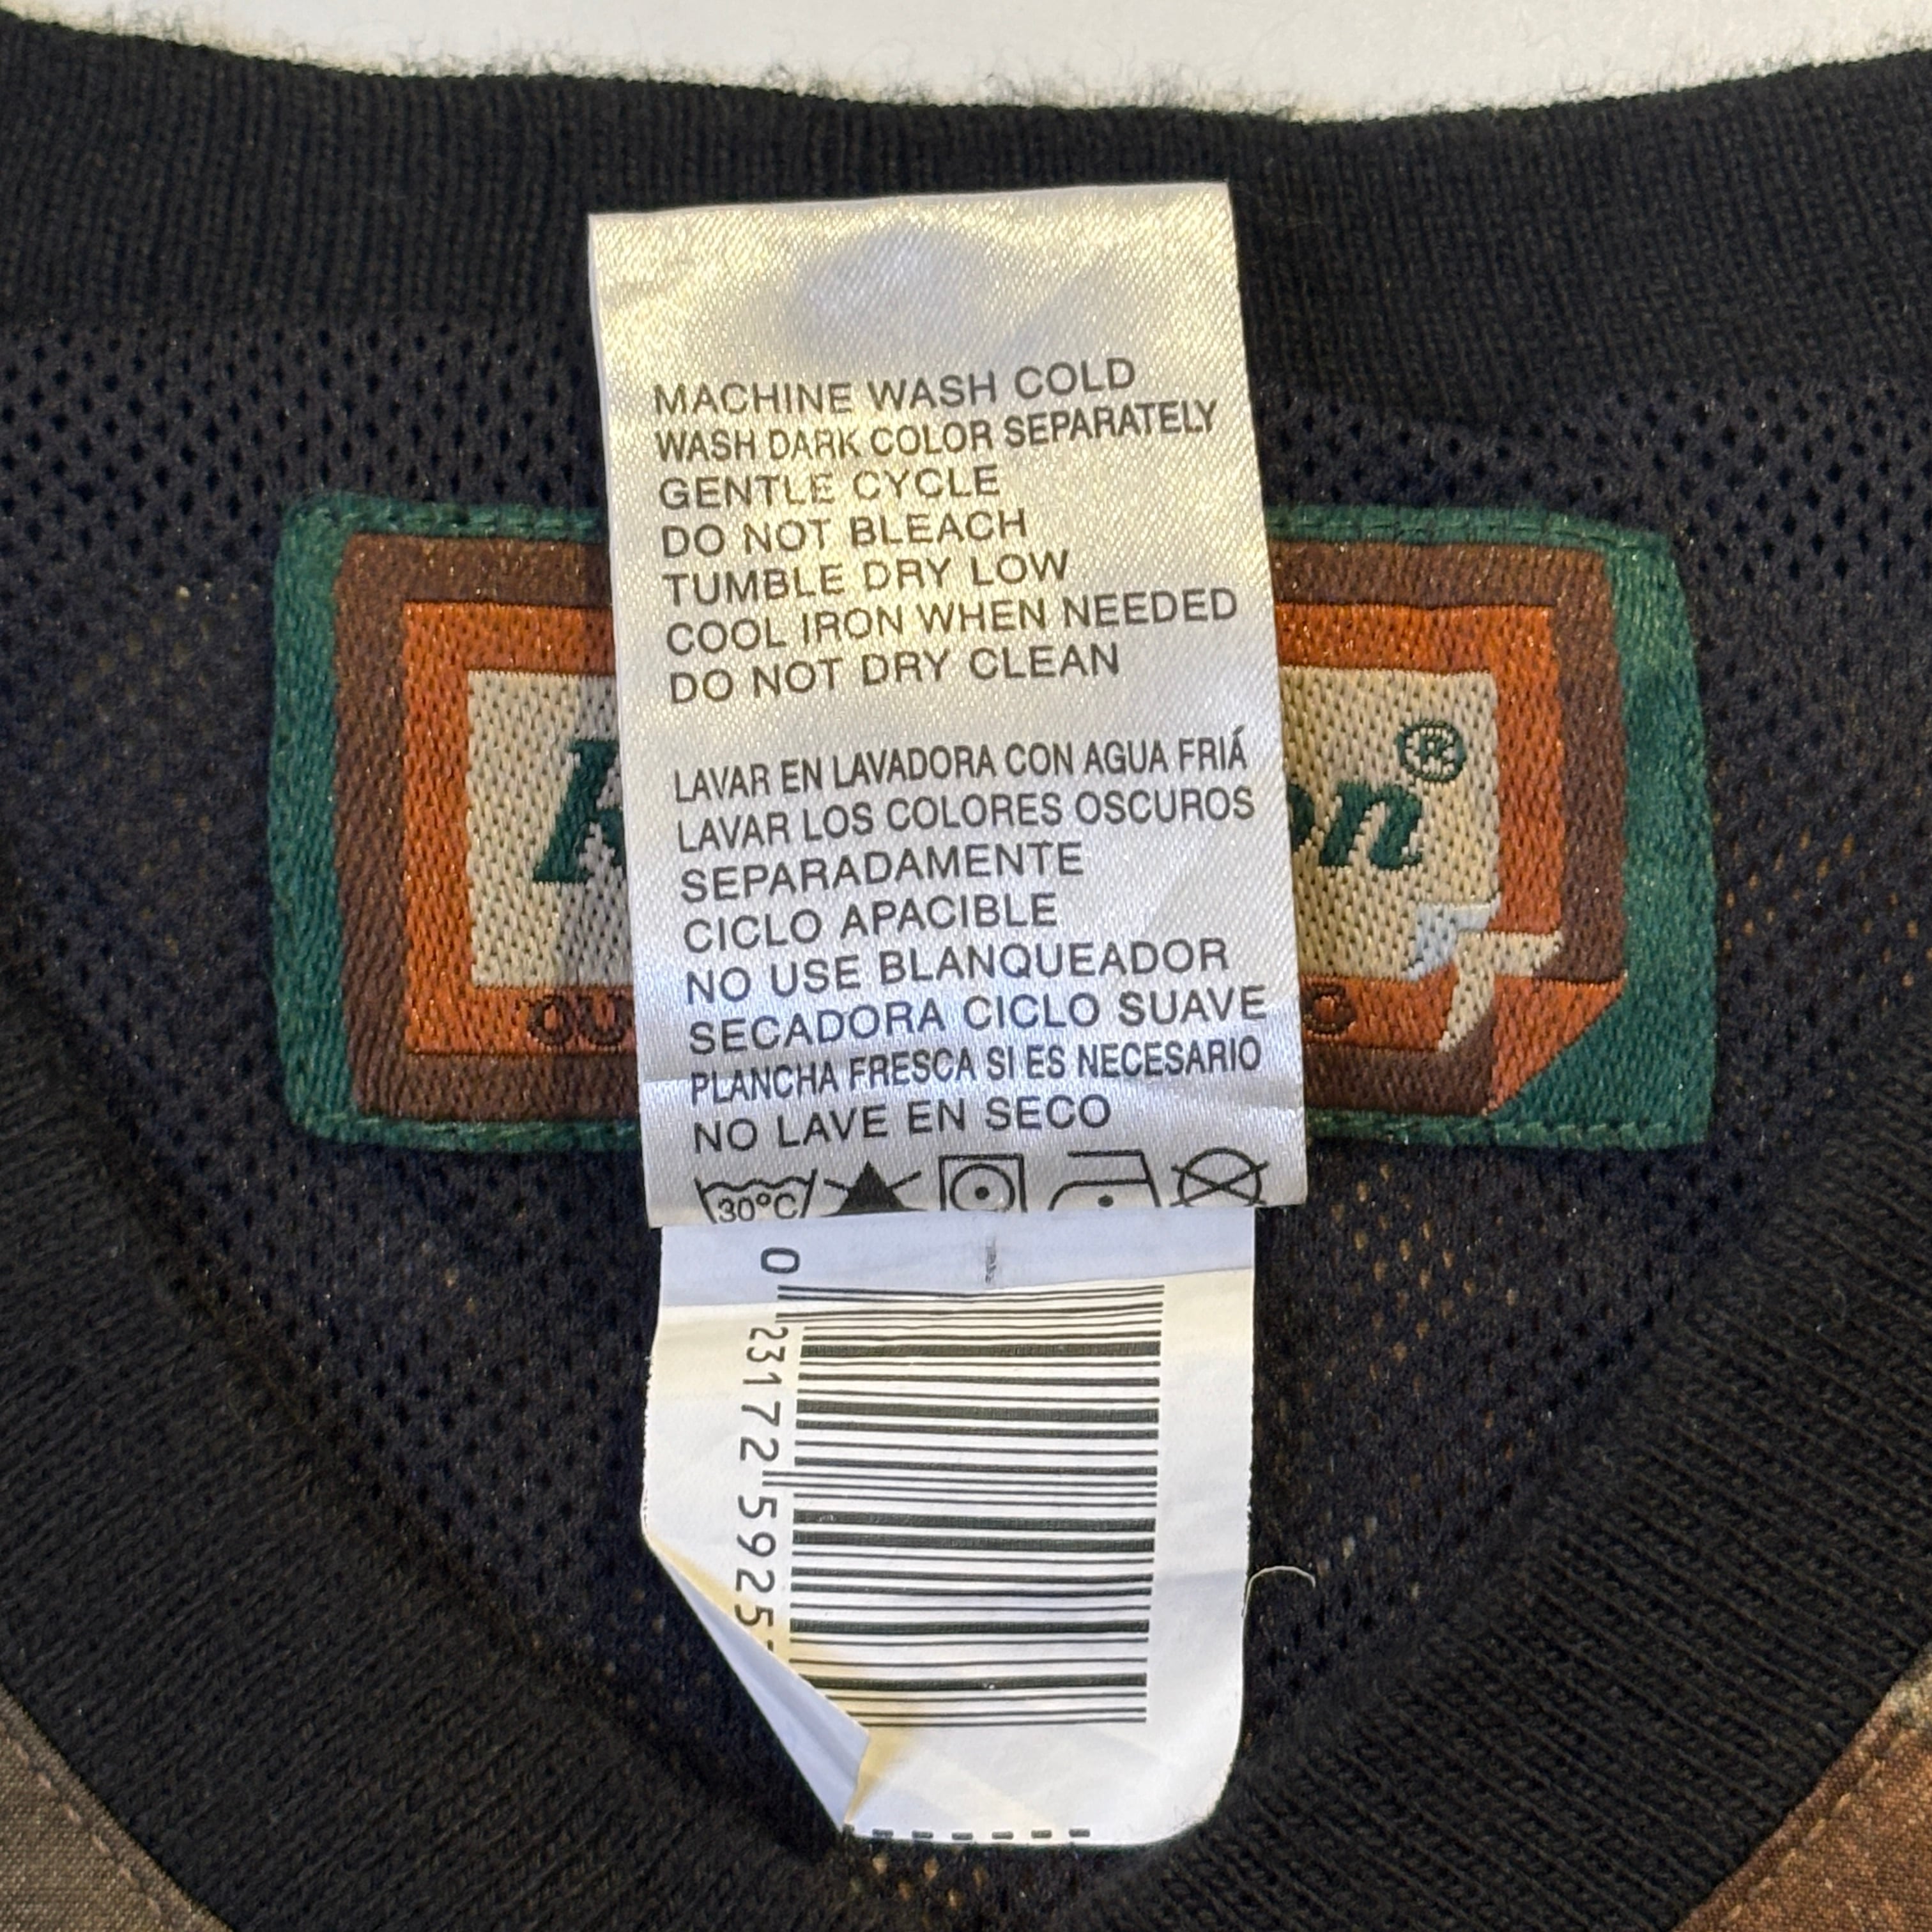 MACHINE WASH COLD
WASH DARK COLOR SEPARATELY
GENTLE CYCLE
DO NOT BLEACH
TUMBLE DRY LOW
COOL IRON WHEN NEEDED
DO NOT DRY CLEAN
LAVAR EN LAVADORA CON AGUA FRIÁ
LAVAR LOS COLORES OSCUROS
SEPARADAMENTE
CICLO APACIBLE
NO USE BLANQUEADOR
SECADORA CICLO SUAVE
PLANCHA FRESCA SI ES NECESARIO
NO LAVE EN SECO
30°C
on®
OU
0 23172 5925